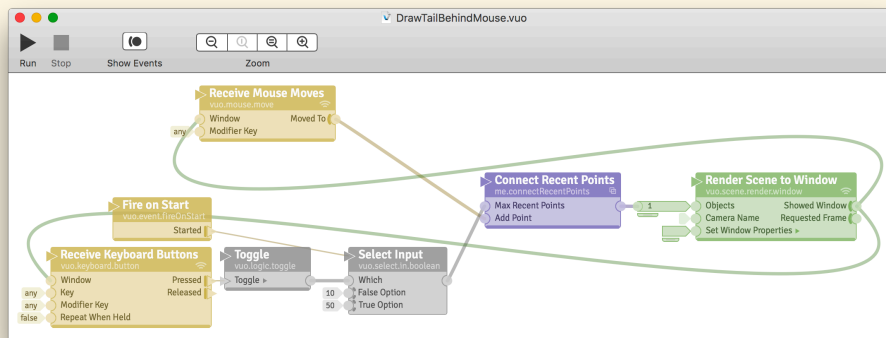 DrawTailBehindMouse.vuo
Run Stop Show Events Zoom
Receive Mouse Moves
vuo.mouse.move
Window Moved To
any Modifier Key
Connect Recent Points
me.connectRecentPoints
Max Recent Points
Add Point
Render Scene to Window
vuo.scene.render.window
1 Objects Showed Window
Camera Name Requested Frame
Set Window Properties ▸
Fire on Start
vuo.event.fireOnStart
Started
Receive Keyboard Buttons
vuo.keyboard.button
Window Pressed
any Key Released
any Modifier Key
false Repeat When Held
Toggle
vuo.logic.toggle
Toggle ▸
Select Input
vuo.select.in.boolean
Which
10 False Option
50 True Option